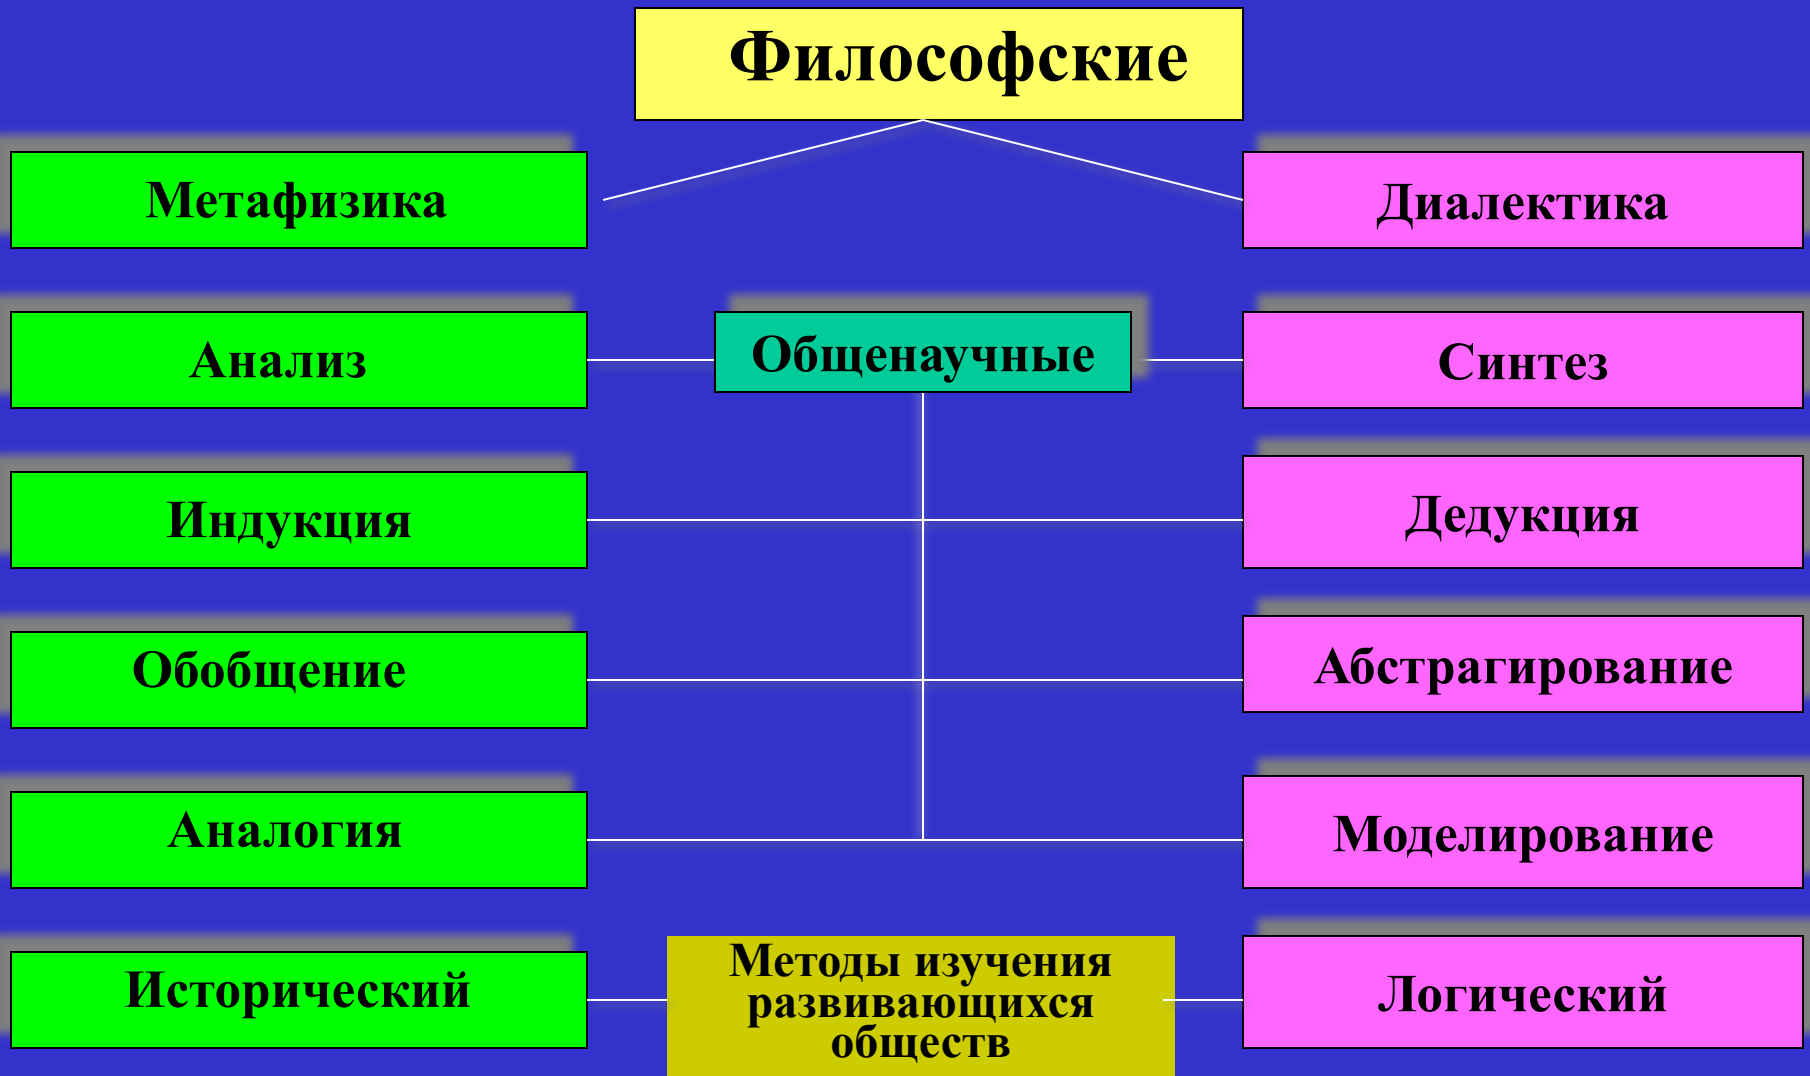 Философские
Метафизика
Диалектика
Анализ
Общенаучные
Синтез
Индукция
Дедукция
Обобщение
Абстрагирование
Аналогия
Моделирование
Исторический
Методы изучения
развивающихся
обществ
Логический